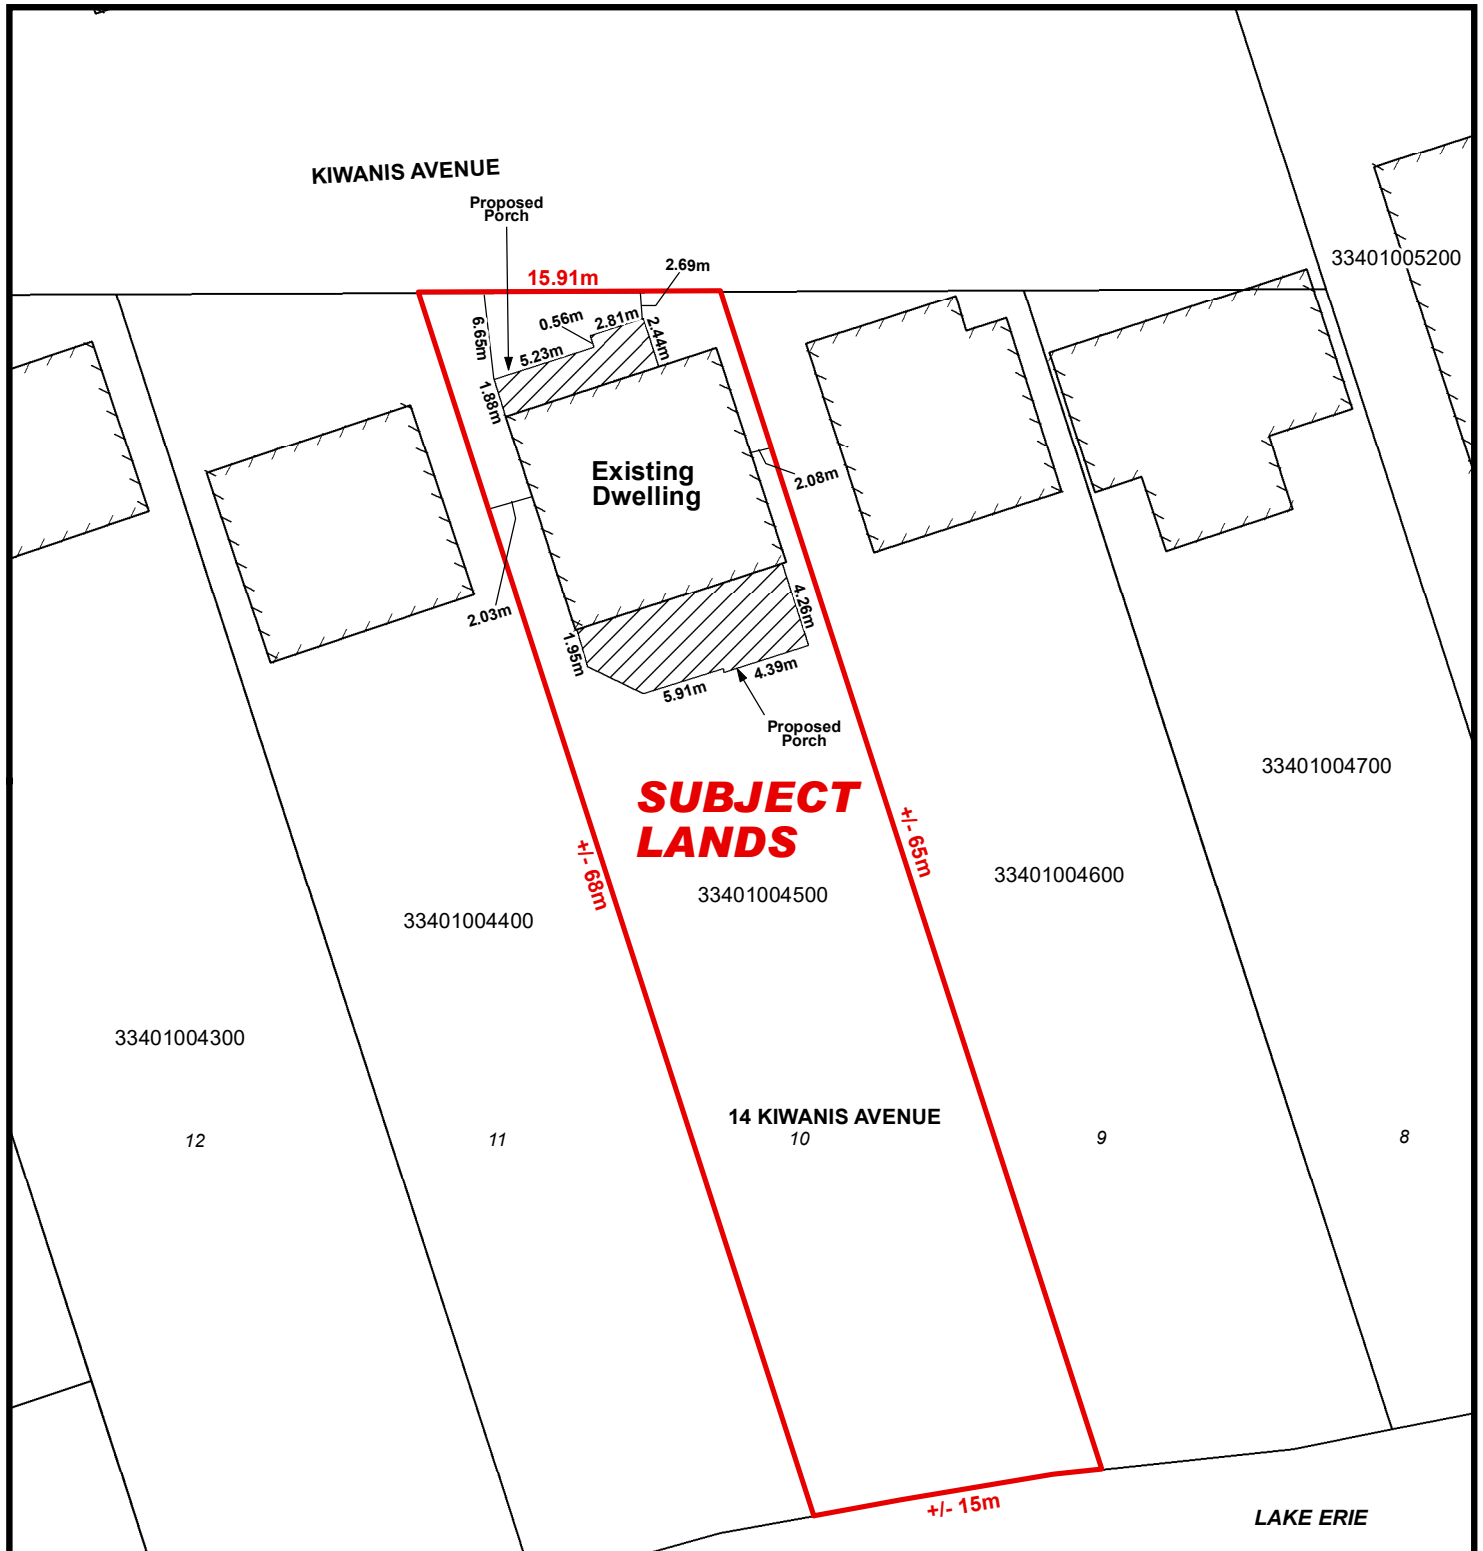 KIWANIS AVENUE
Proposed
Porch
33401005200
2.69m
15.91m
6.65m
0.56m
2.81m
2.44m
5.23m
1.88m
Existing
Dwelling
2.08m
2.03m
4.26m
1.95m
4.39m
5.91m
Proposed
Porch
33401004700
SUBJECT
LANDS
+/- 65m
+/- 68m
33401004600
33401004500
33401004400
33401004300
14 KIWANIS AVENUE
12
11
10
9
8
+/- 15m
LAKE ERIE